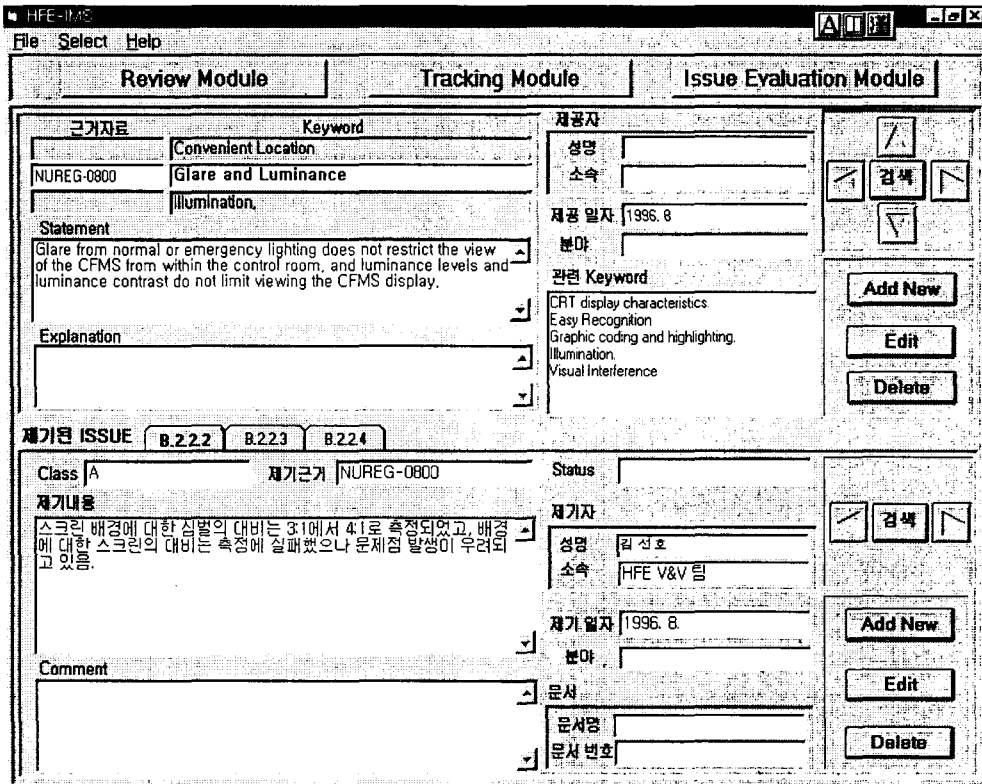 HFE-IMS
File Select Help
Review Module Tracking Module Issue Evaluation Module
근거자료 Keyword
Convenient Location
NUREG-0800 Glare and Luminance
Illumination.
Statement
Glare from normal or emergency lighting does not restrict the view
of the CFMS from within the control room, and luminance levels and
luminance contrast do not limit viewing the CFMS display.
Explanation
제공자
성명
소속
제공 일자 1996. 8
분야
관련 Keyword
CRT display characteristics.
Easy Recognition
Graphic coding and highlighting.
Illumination.
Visual Interference
검색
Add New
Edit
Delete
제기된 ISSUE B.2.2.2 B.2.2.3 B.2.2.4
Class A 제기근거 NUREG-0800
제기내용
스크린 배경에 대한 심벌의 대비는 3:1에서 4:1로 측정되었고, 배경
에 대한 스크린의 대비는 측정에 실패했으나 문제점 발생이 우려되
고 있음.
Comment
Status
제기자
성명 김 선 호
소속 HFE V&V 팀
제기 일자 1996. 8.
분야
문서
문서명
문서 번호
검색
Add New
Edit
Delete